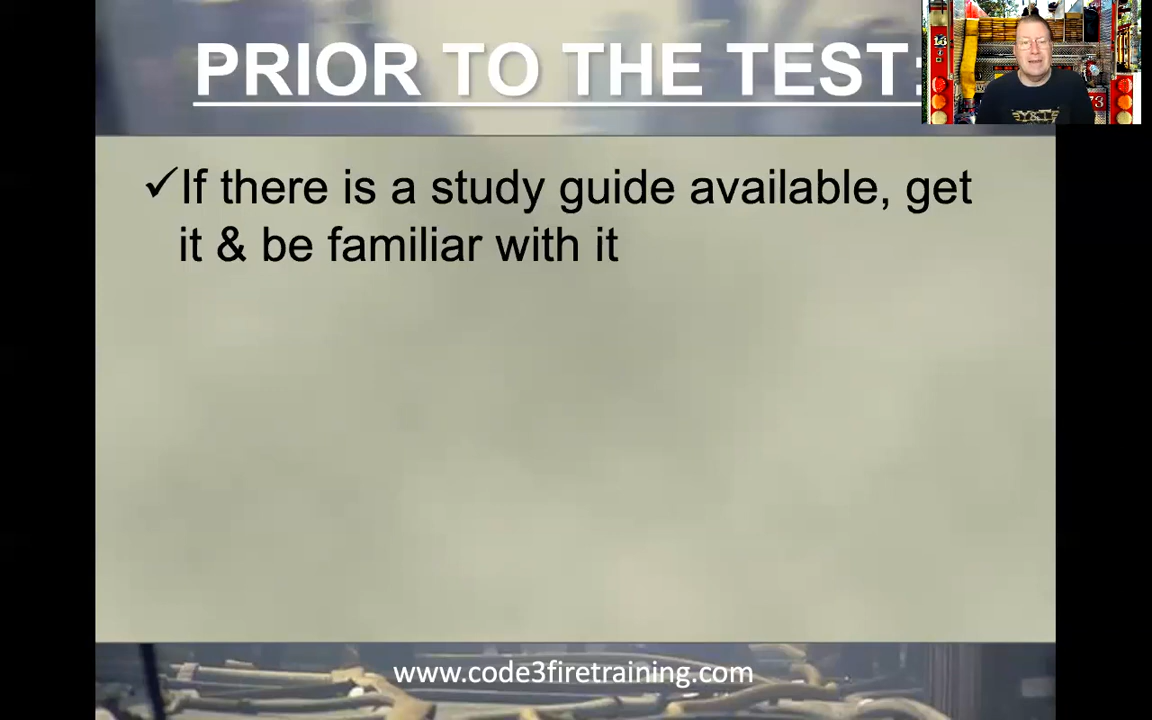 PRIOR TO THE TEST:
✓If there is a study guide available, get
it & be familiar with it
www.code3firetraining.com
Y&T